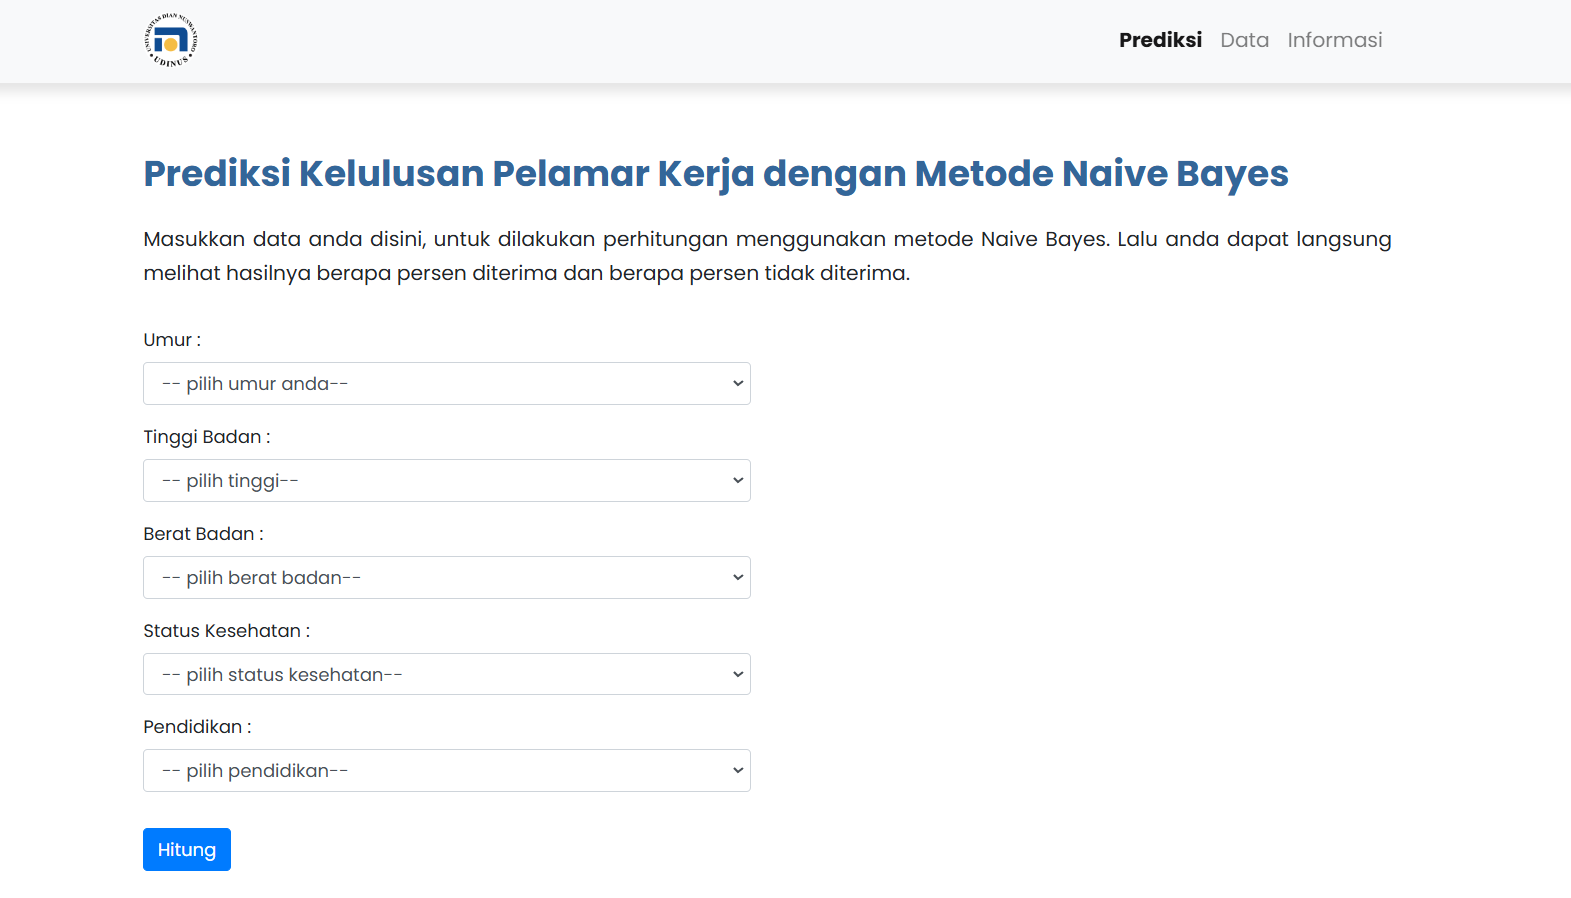 UNIVERSITAS DIAN NUSWANTORO
UDINUS
Prediksi Data Informasi
Prediksi Kelulusan Pelamar Kerja dengan Metode Naive Bayes
Masukkan data anda disini, untuk dilakukan perhitungan menggunakan metode Naive Bayes. Lalu anda dapat langsung
melihat hasilnya berapa persen diterima dan berapa persen tidak diterima.
Umur :
-- pilih umur anda--
Tinggi Badan :
-- pilih tinggi--
Berat Badan :
-- pilih berat badan--
Status Kesehatan :
-- pilih status kesehatan--
Pendidikan :
-- pilih pendidikan--
Hitung